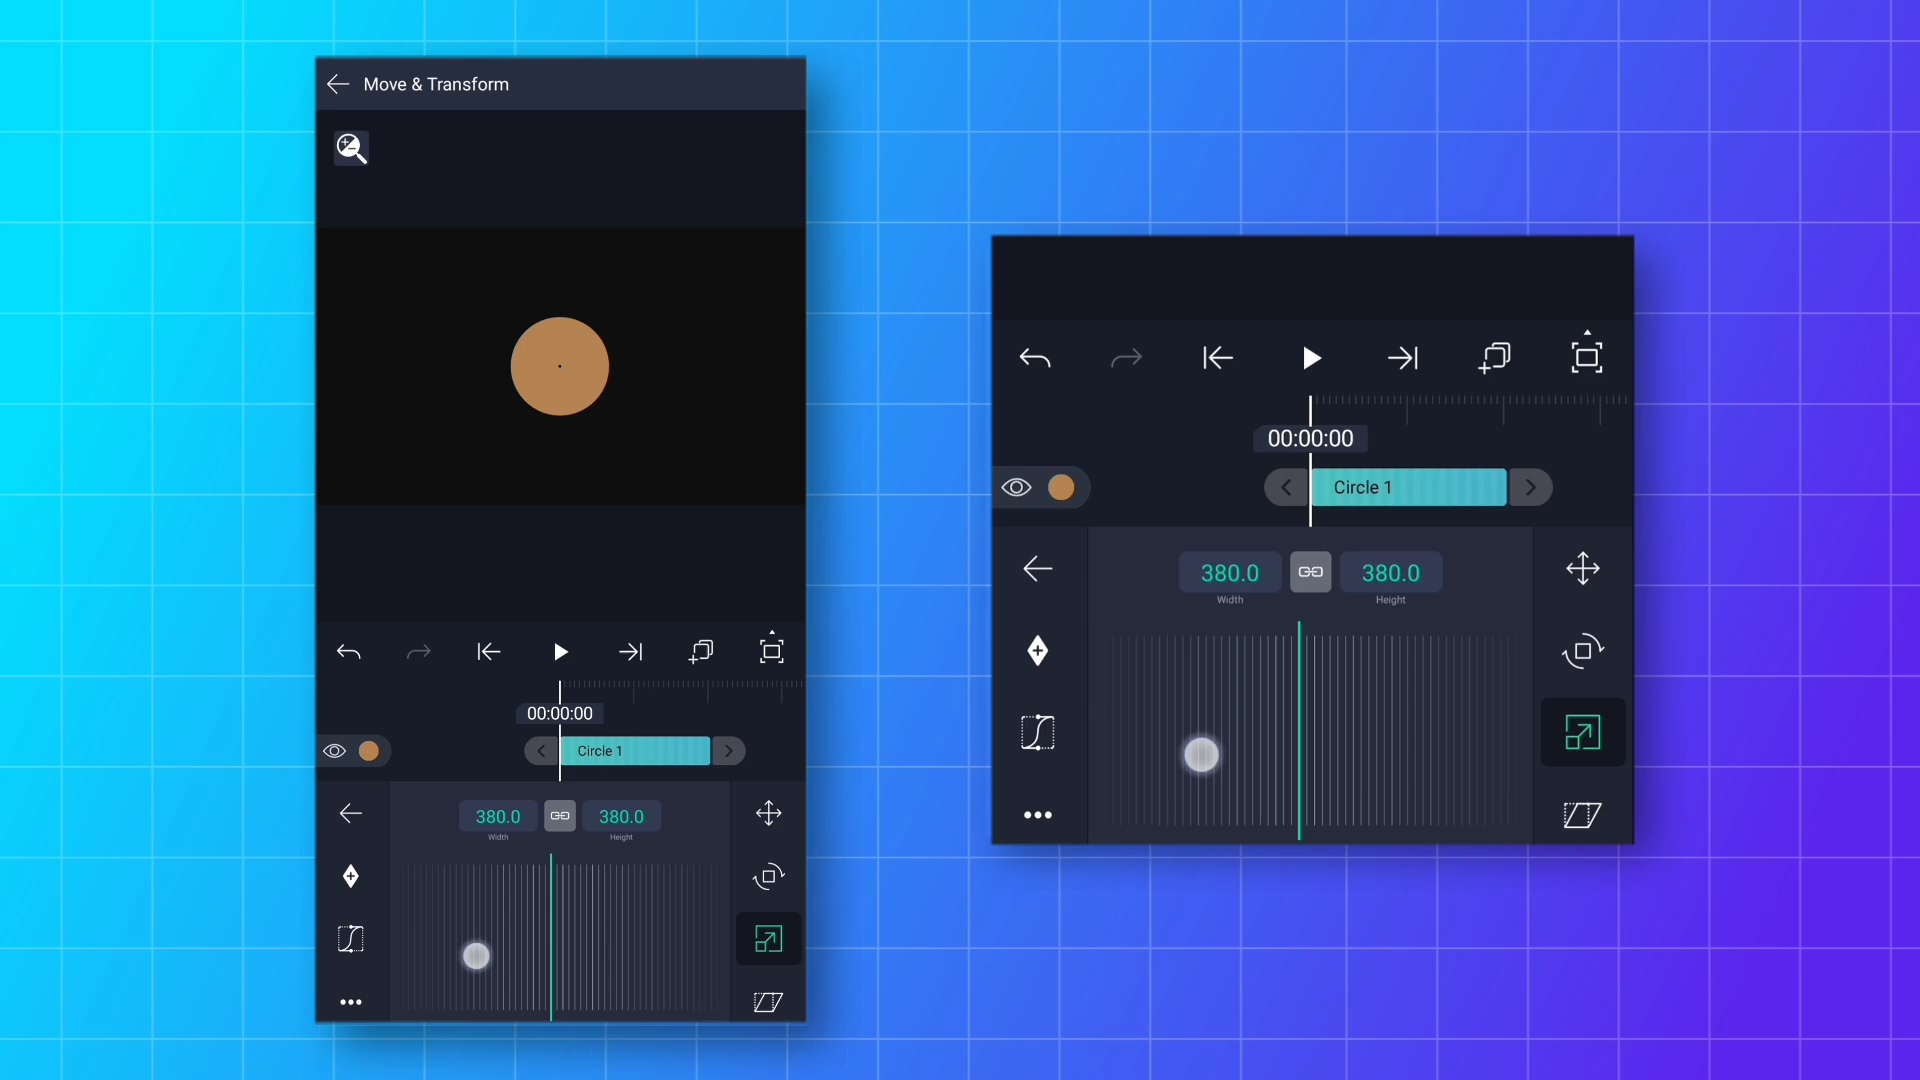 Move & Transform
00:00:00
Circle 1
380.0 380.0
Width Height
00:00:00
Circle 1
380.0 380.0
Width Height